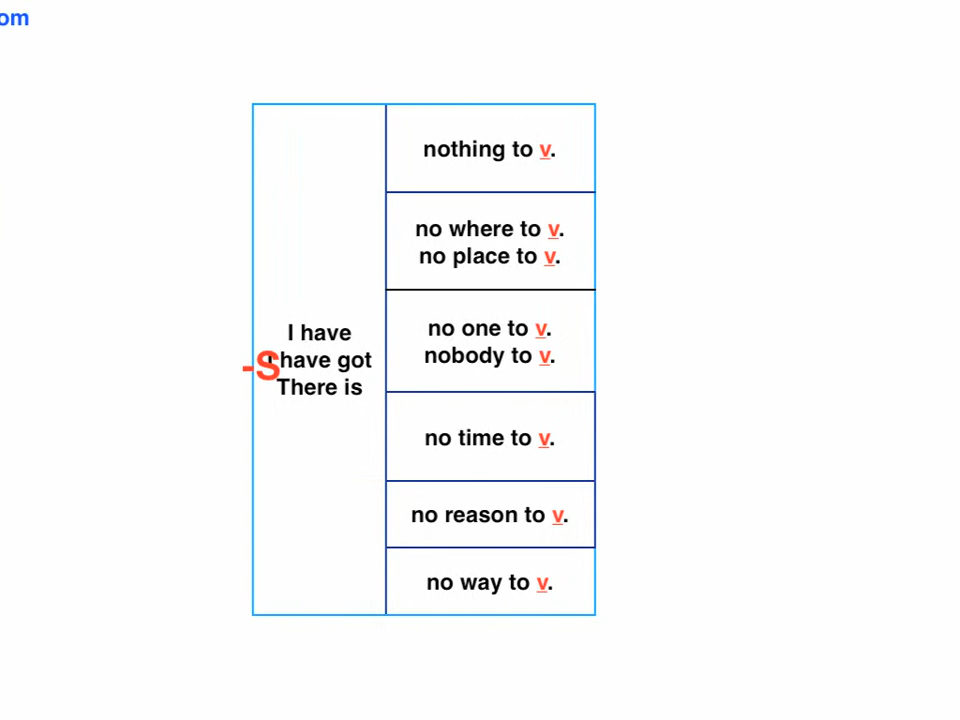 om
I have
I have got
There is
-S
nothing to v.
no where to v.
no place to v.
no one to v.
nobody to v.
no time to v.
no reason to v.
no way to v.